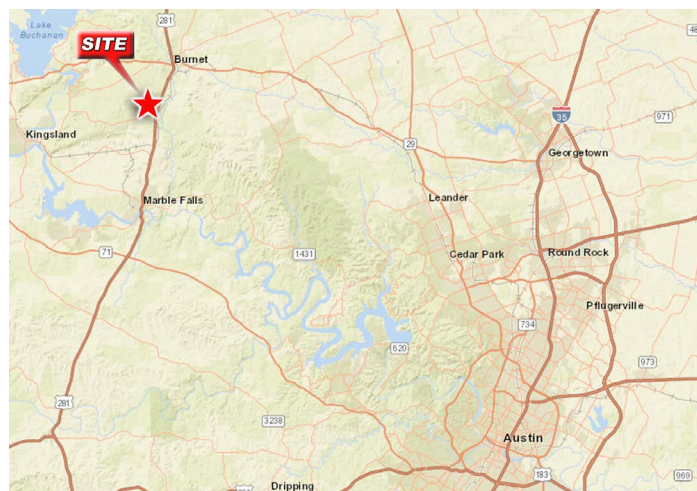 281
48
Lake
Buchanan
SITE
Burnet
35
971
Kingsland
29
Georgetown
Leander
Marble Falls
71
1431
Cedar Park
Round Rock
Pflugerville
734
620
973
281
3238
Austin
183
969
Dripping